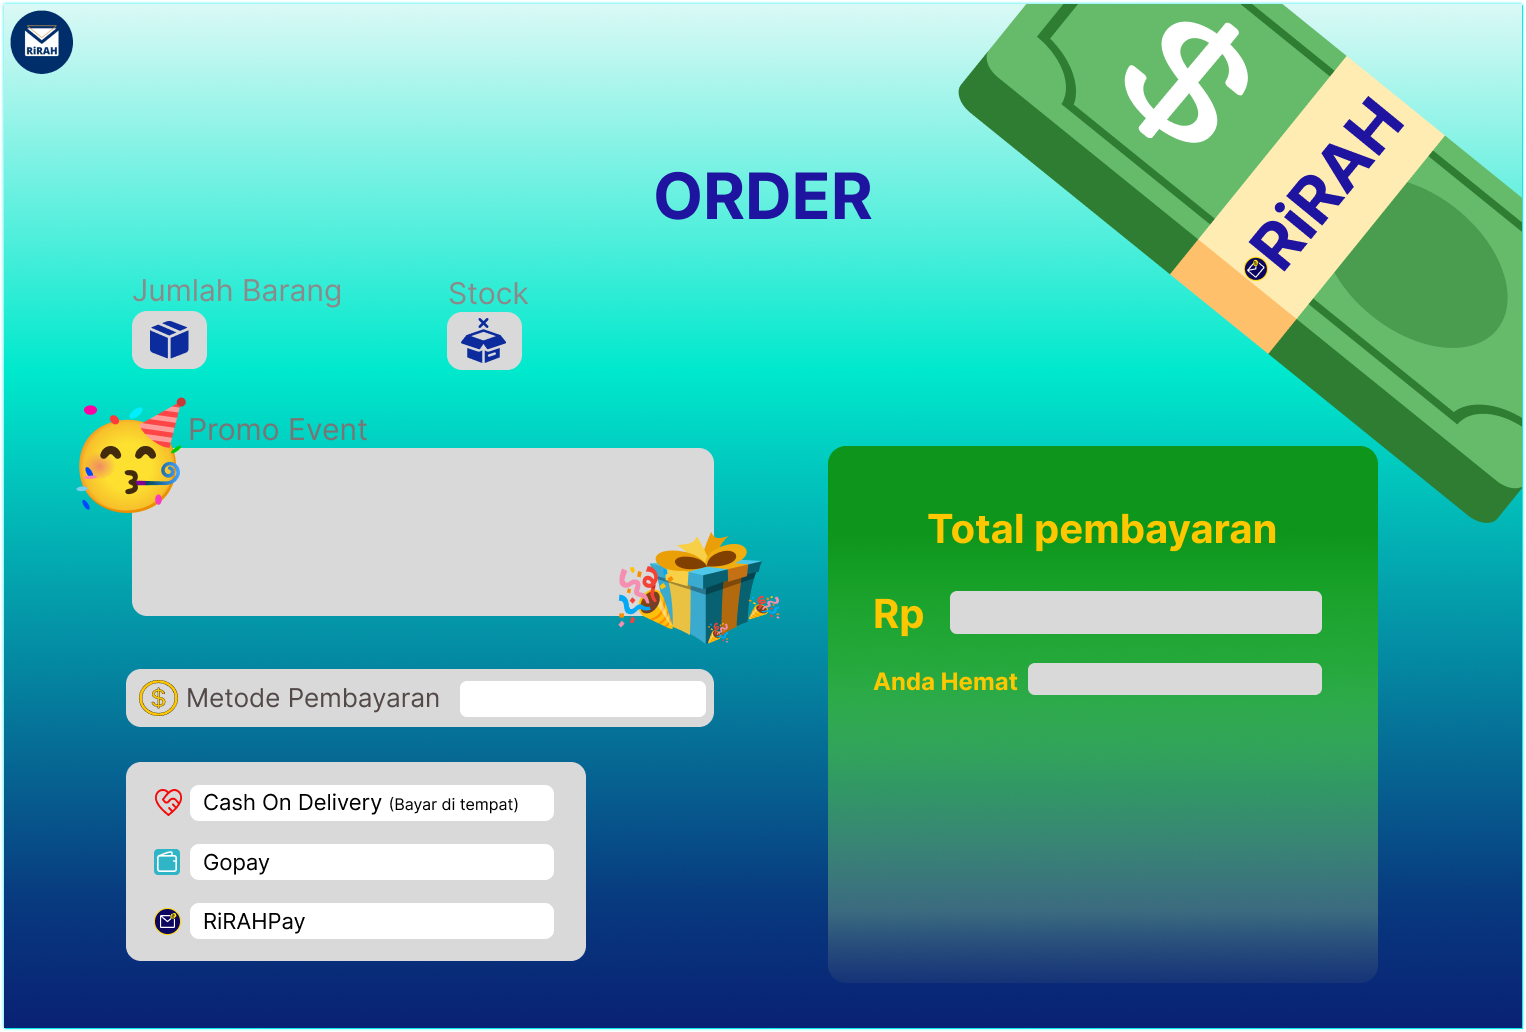 RiRAH
$
RiRAH
ORDER
Jumlah Barang
Stock
Promo Event
Total pembayaran
Rp
Anda Hemat
$ Metode Pembayaran
Cash On Delivery (Bayar di tempat)
Gopay
RiRAHPay